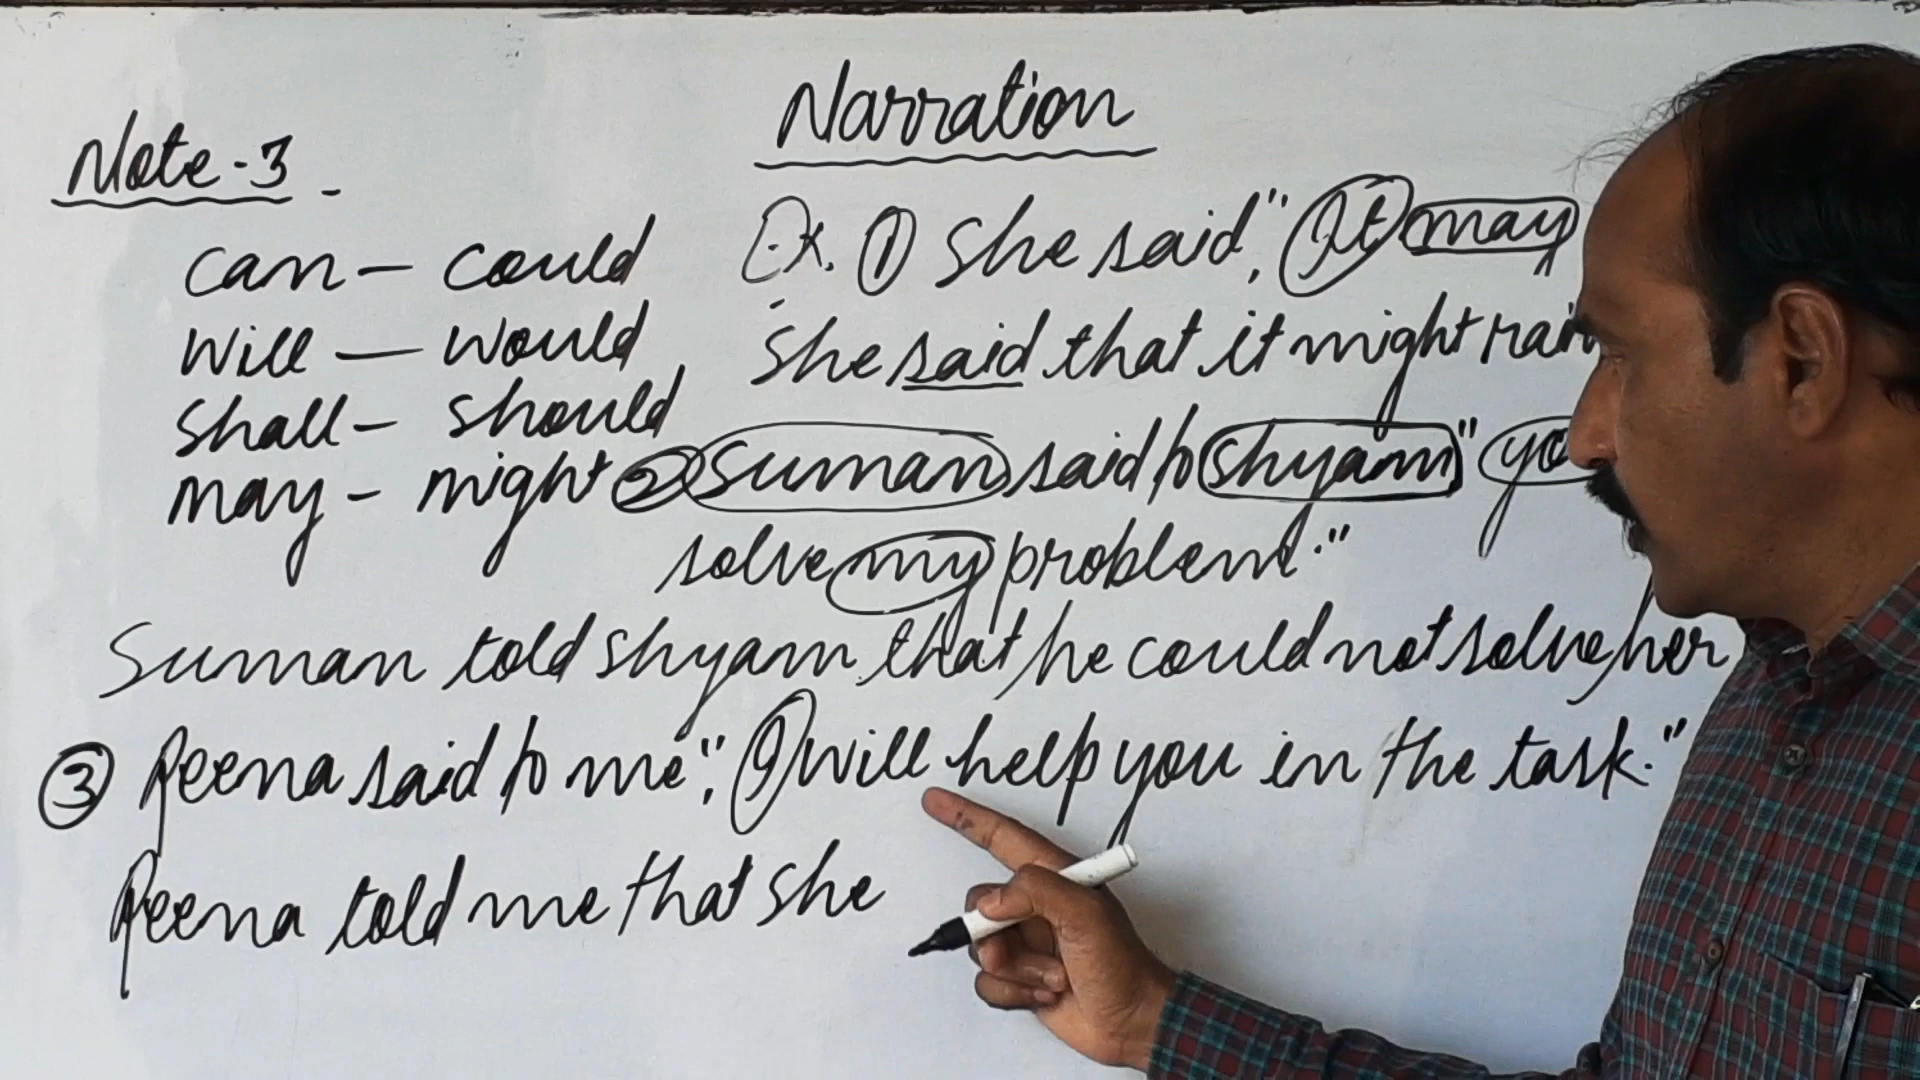 Narration
Note-3
can - could
will - would
shall - should
may - might
Ex. ① She said, "It may
She said that it might rain
② Suman said to Shyam "yo
solve my problem."
Suman told Shyam that he could not solve her
③ Reena said to me, "I will help you in the task."
Reena told me that she